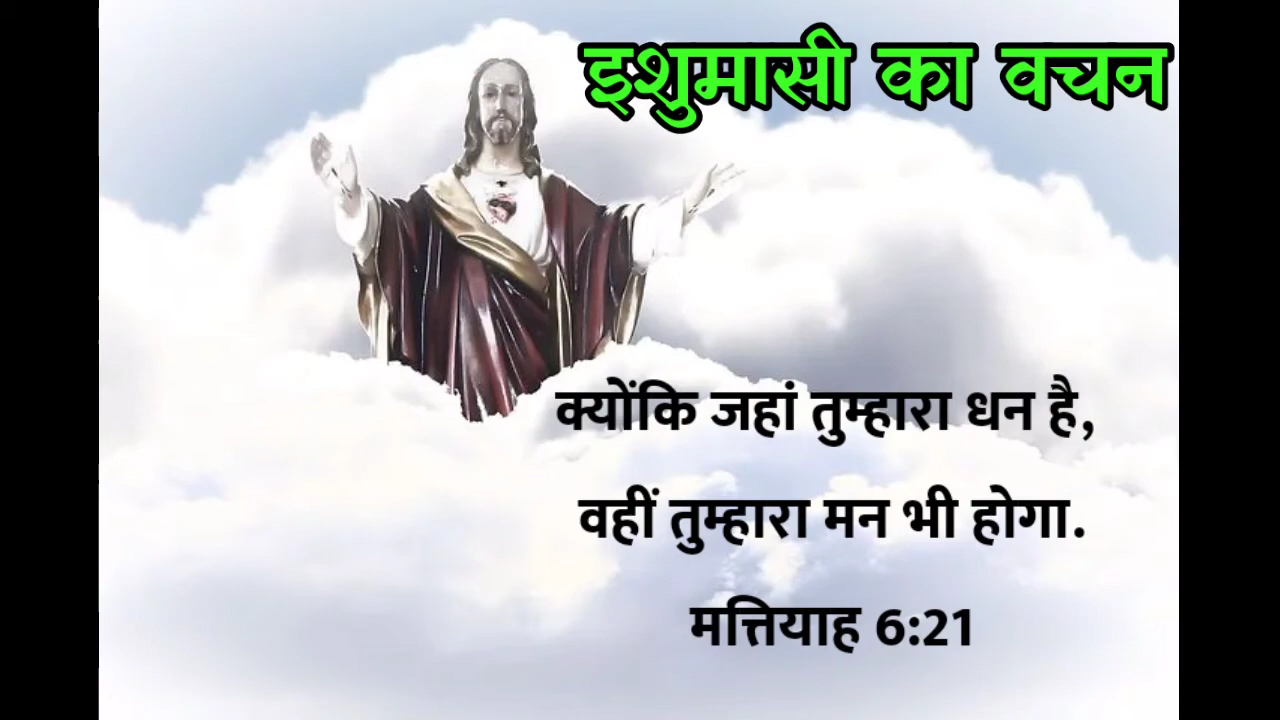 इशुमासी का वचन
क्योंकि जहां तुम्हारा धन है,
वहीं तुम्हारा मन भी होगा.
मत्तियाह 6:21